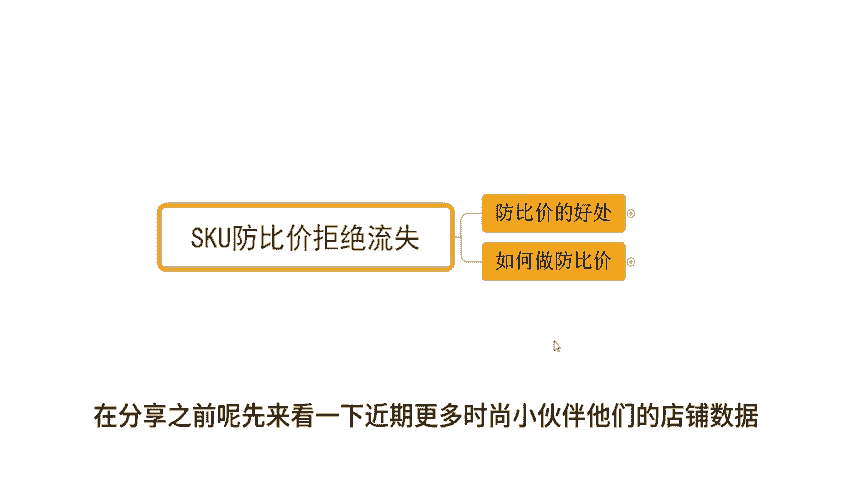 SKU防比价拒绝流失
防比价的好处
如何做防比价
在分享之前呢先来看一下近期更多时尚小伙伴他们的店铺数据